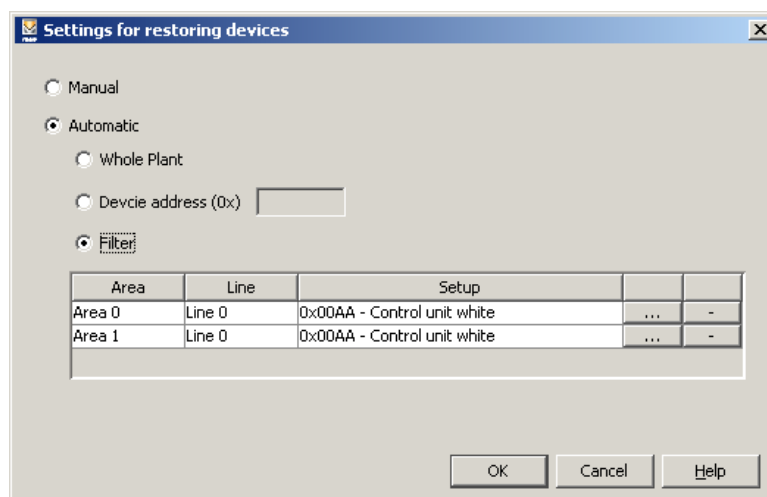 Settings for restoring devices
Manual
Automatic
Whole Plant
Devcie address (0x)
Filter
Area Line Setup
Area 0 Line 0 0x00AA - Control unit white ... -
Area 1 Line 0 0x00AA - Control unit white ... -
OK Cancel Help